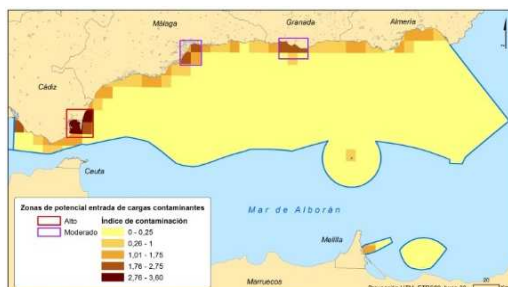 Málaga
Granada
Almería
Cádiz
Ceuta
Mar de Alborán
Melilla
Marruecos
Zonas de potencial entrada de cargas contaminantes
Alto
Moderado
Índice de contaminación
0 - 0,25
0,26 - 1
1,01 - 1,75
1,76 - 2,75
2,76 - 3,60
20